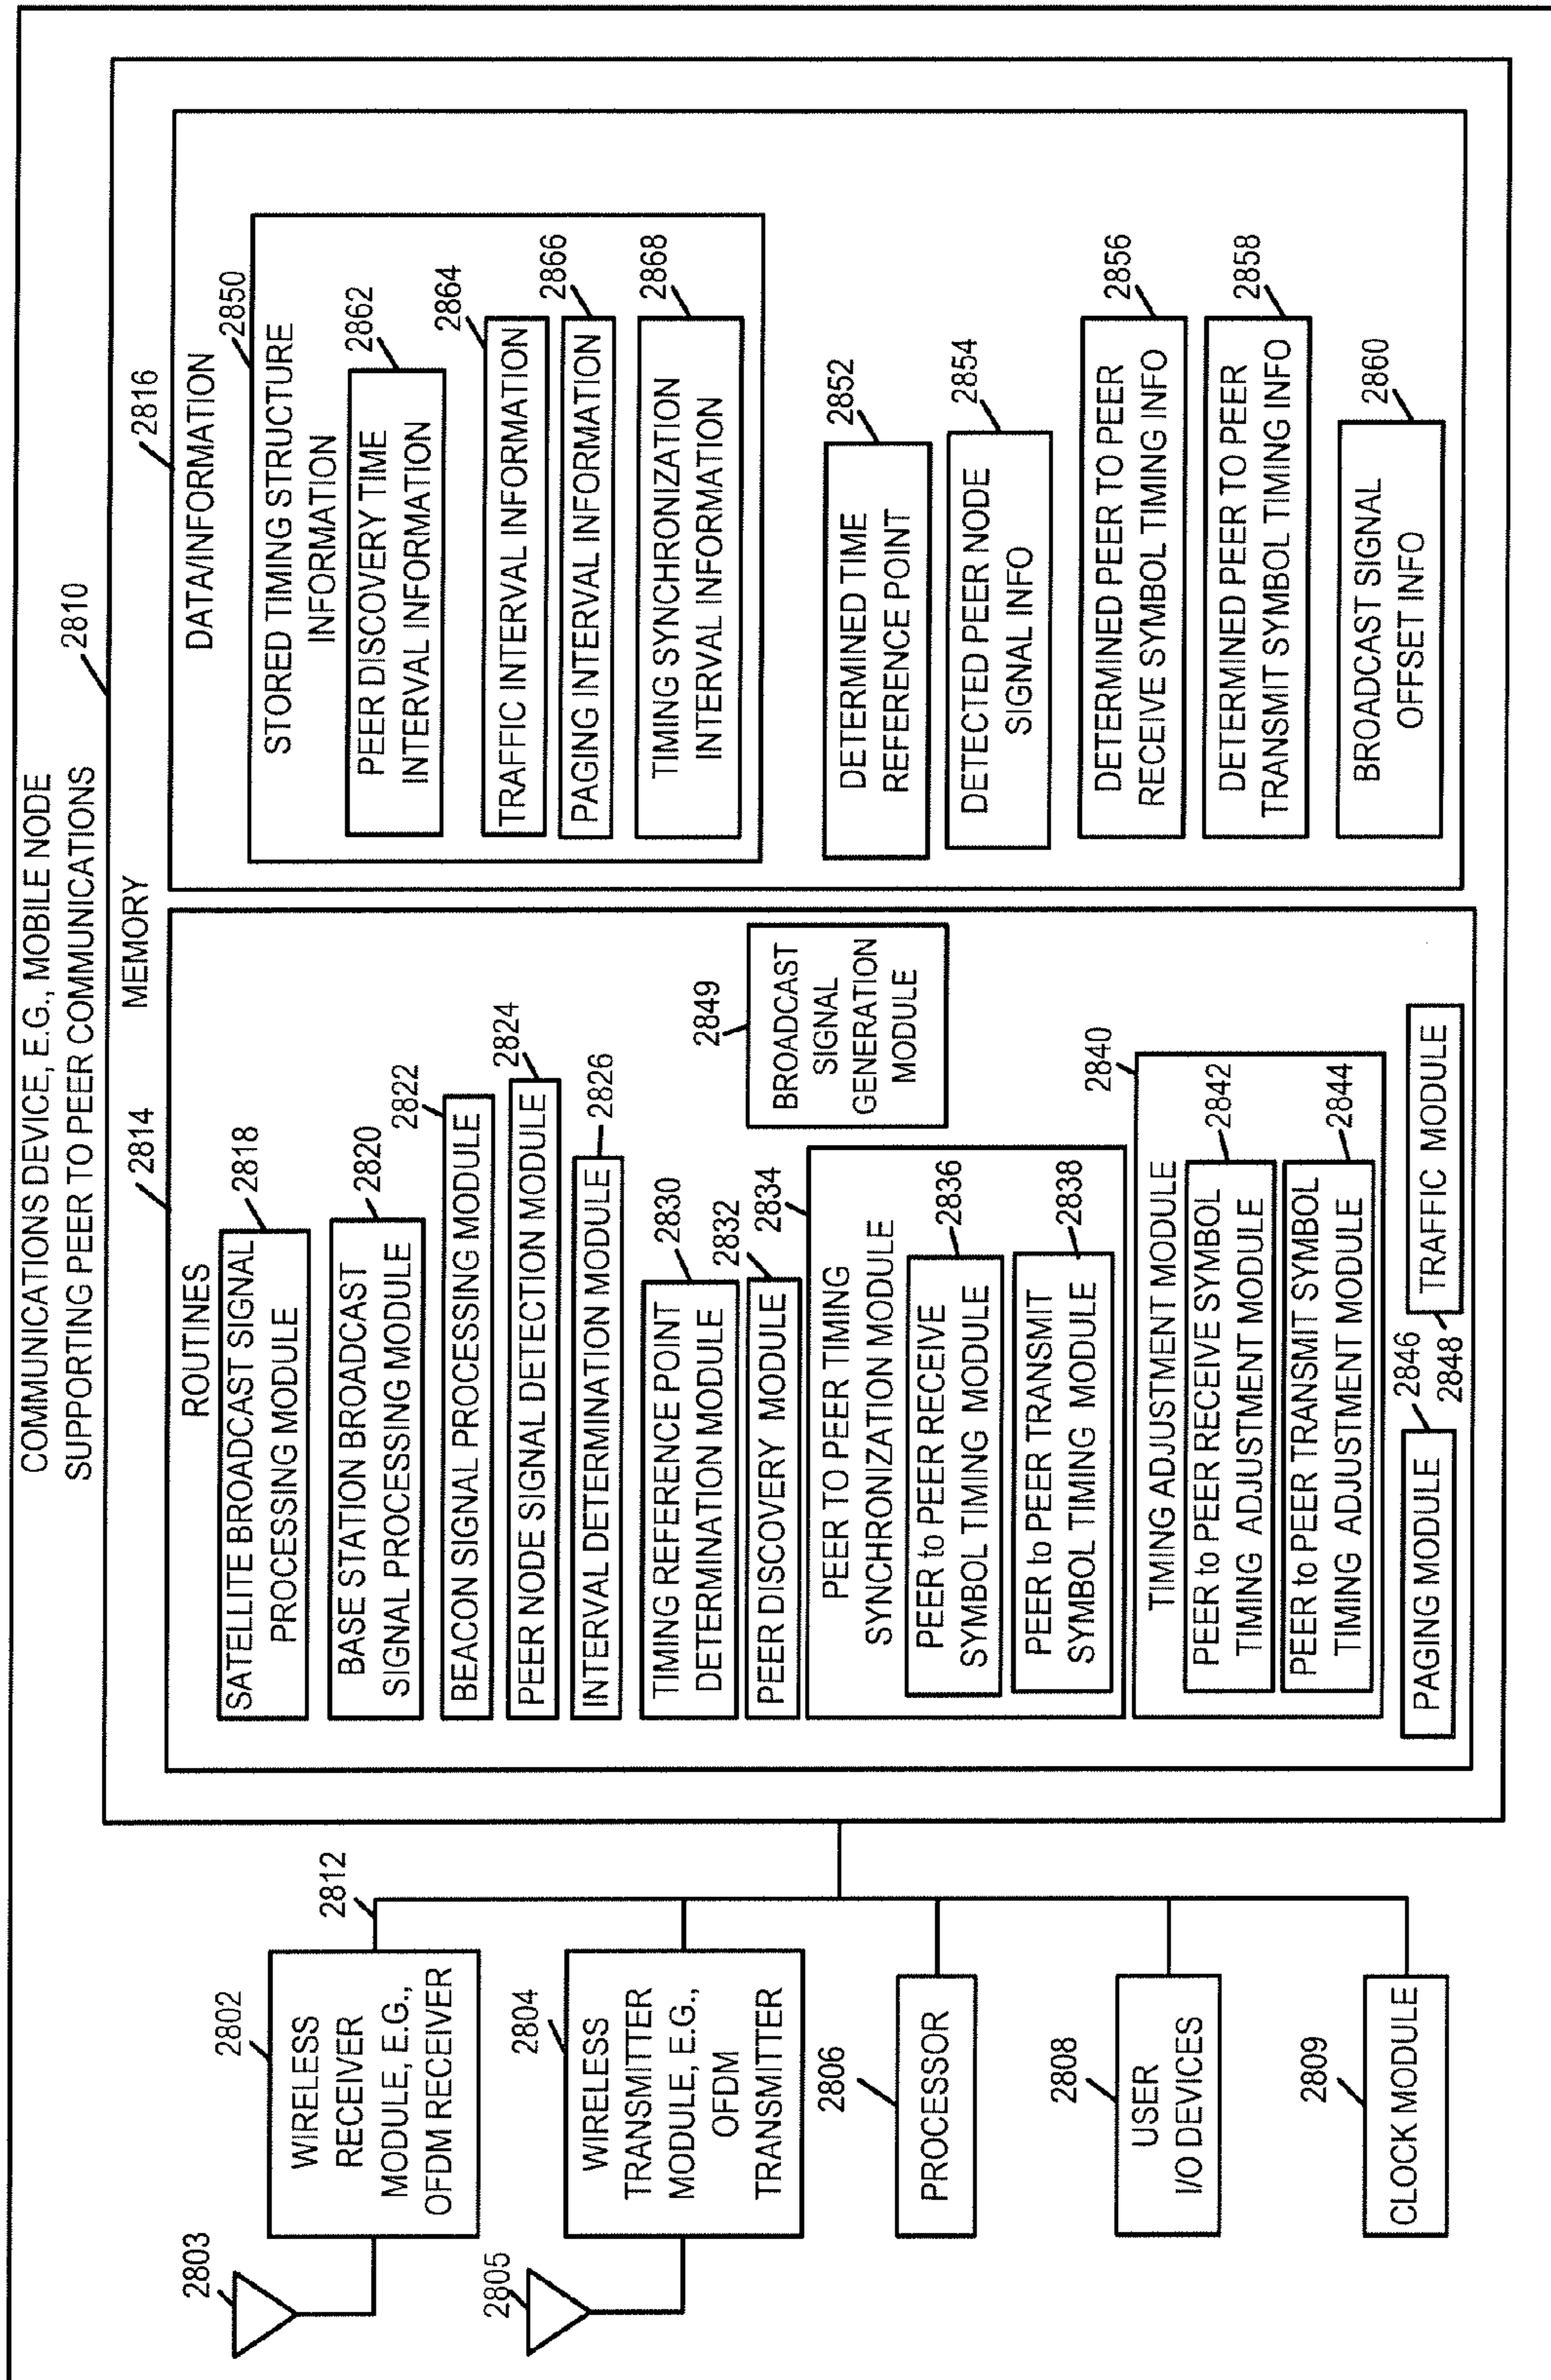 COMMUNICATIONS DEVICE, E.G., MOBILE NODE
SUPPORTING PEER TO PEER COMMUNICATIONS
2803
2802
WIRELESS
RECEIVER
MODULE, E.G.,
OFDM RECEIVER
2812
2805
2804
WIRELESS
TRANSMITTER
MODULE, E.G.,
OFDM
TRANSMITTER
2806
PROCESSOR
2808
USER
I/O DEVICES
2809
CLOCK MODULE
2810
MEMORY
2814
ROUTINES
2818
SATELLITE BROADCAST SIGNAL
PROCESSING MODULE
2820
BASE STATION BROADCAST
SIGNAL PROCESSING MODULE
2822
BEACON SIGNAL PROCESSING MODULE
2824
PEER NODE SIGNAL DETECTION MODULE
2826
INTERVAL DETERMINATION MODULE
2830
TIMING REFERENCE POINT
DETERMINATION MODULE
2832
PEER DISCOVERY MODULE
2834
PEER TO PEER TIMING
SYNCHRONIZATION MODULE
2836
PEER to PEER RECEIVE
SYMBOL TIMING MODULE
2838
PEER to PEER TRANSMIT
SYMBOL TIMING MODULE
2849
BROADCAST
SIGNAL
GENERATION
MODULE
2840
TIMING ADJUSTMENT MODULE
2842
PEER to PEER RECEIVE SYMBOL
TIMING ADJUSTMENT MODULE
2844
PEER to PEER TRANSMIT SYMBOL
TIMING ADJUSTMENT MODULE
2846
PAGING MODULE
2848
TRAFFIC MODULE
2816
DATA/INFORMATION
2850
STORED TIMING STRUCTURE
INFORMATION
2862
PEER DISCOVERY TIME
INTERVAL INFORMATION
2864
TRAFFIC INTERVAL INFORMATION
2866
PAGING INTERVAL INFORMATION
2868
TIMING SYNCHRONIZATION
INTERVAL INFORMATION
2852
DETERMINED TIME
REFERENCE POINT
2854
DETECTED PEER NODE
SIGNAL INFO
2856
DETERMINED PEER TO PEER
RECEIVE SYMBOL TIMING INFO
2858
DETERMINED PEER TO PEER
TRANSMIT SYMBOL TIMING INFO
2860
BROADCAST SIGNAL
OFFSET INFO